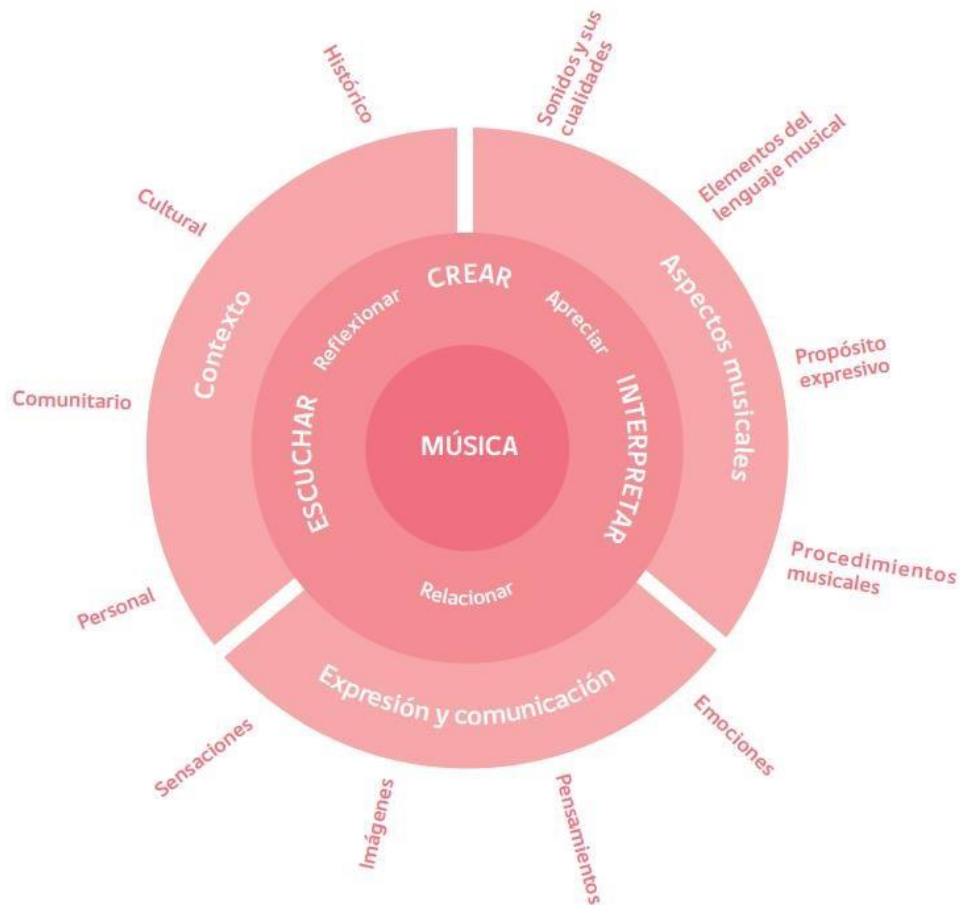 Histórico
Sonidos y sus
cualidades
Elementos del
lenguaje musical
Cultural
Contexto
CREAR
Reflexionar
Apreciar
Aspectos musicales
Propósito
expresivo
Comunitario
ESCUCHAR
MÚSICA
INTERPRETAR
Procedimientos
musicales
Personal
Relacionar
Expresión y comunicación
Sensaciones
Imágenes
Pensamientos
Emociones